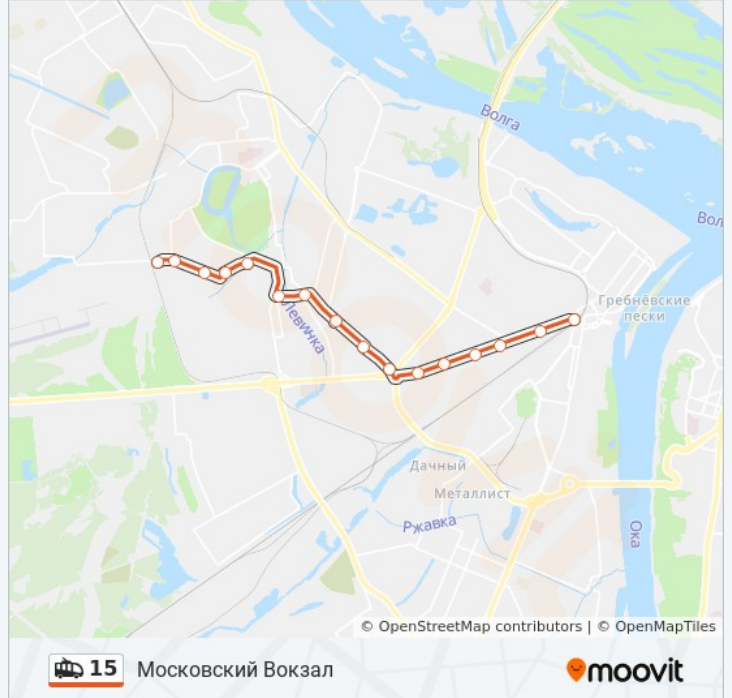 Волга
Вол
Гребнёвские
пески
Левинка
Дачный
Металлист
Ржавка
Ока
© OpenStreetMap contributors | © OpenMapTiles
15 Московский Вокзал
moovit